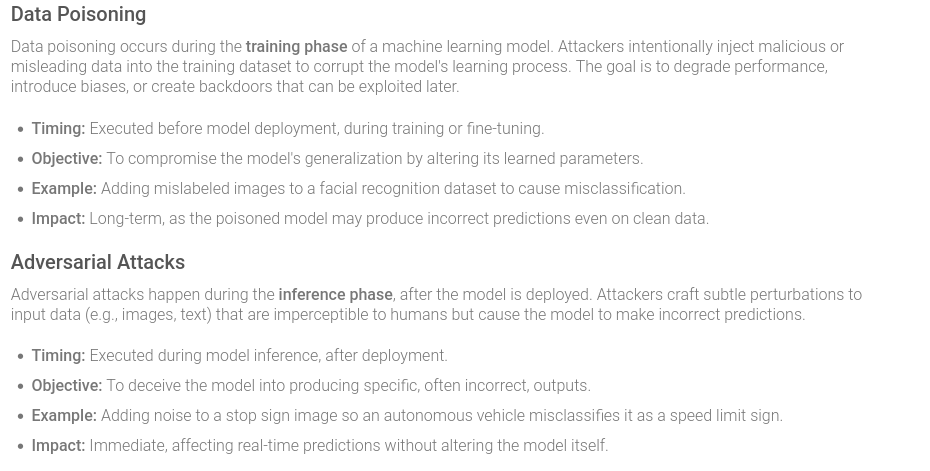 Data Poisoning
Data poisoning occurs during the training phase of a machine learning model. Attackers intentionally inject malicious or
misleading data into the training dataset to corrupt the model's learning process. The goal is to degrade performance,
introduce biases, or create backdoors that can be exploited later.
• Timing: Executed before model deployment, during training or fine-tuning.
• Objective: To compromise the model's generalization by altering its learned parameters.
• Example: Adding mislabeled images to a facial recognition dataset to cause misclassification.
• Impact: Long-term, as the poisoned model may produce incorrect predictions even on clean data.
Adversarial Attacks
Adversarial attacks happen during the inference phase, after the model is deployed. Attackers craft subtle perturbations to
input data (e.g., images, text) that are imperceptible to humans but cause the model to make incorrect predictions.
• Timing: Executed during model inference, after deployment.
• Objective: To deceive the model into producing specific, often incorrect, outputs.
• Example: Adding noise to a stop sign image so an autonomous vehicle misclassifies it as a speed limit sign.
• Impact: Immediate, affecting real-time predictions without altering the model itself.